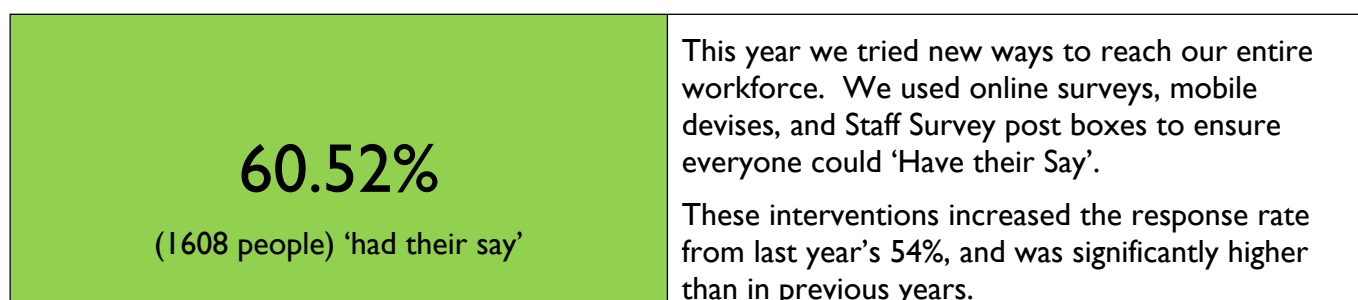 60.52%
(1608 people) ‘had their say’
This year we tried new ways to reach our entire
workforce.  We used online surveys, mobile
devises, and Staff Survey post boxes to ensure
everyone could ‘Have their Say’.
These interventions increased the response rate
from last year’s 54%, and was significantly higher
than in previous years.